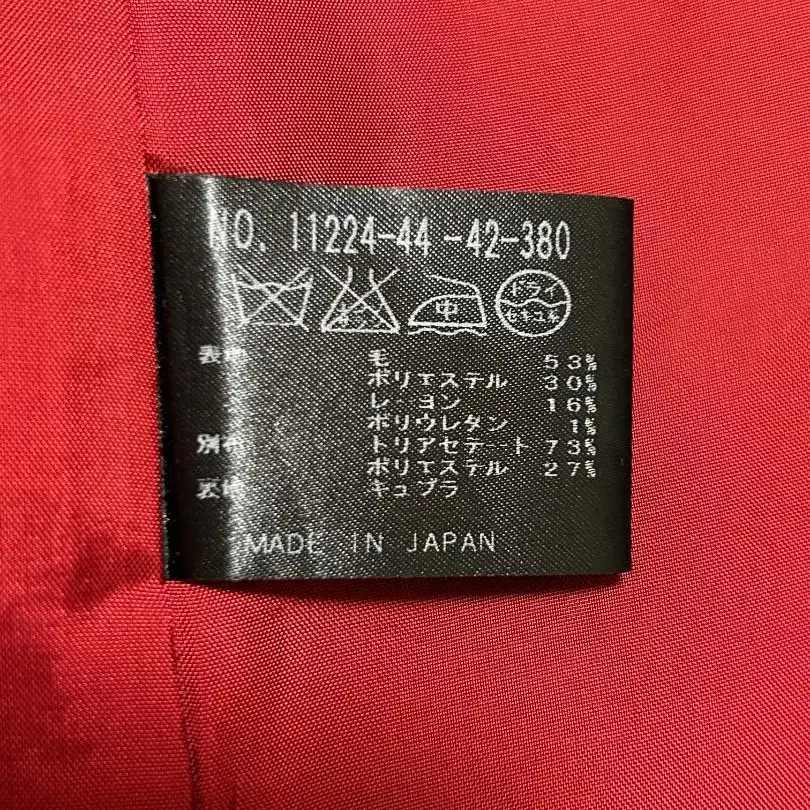 NO. 11224-44-42-380
中 ドライ
セキユ系
表地 毛 53%
ポリエステル 30%
レーヨン 16%
ポリウレタン 1%
別布 トリアセテート 73%
ポリエステル 27%
裏地 キュプラ
MADE IN JAPAN